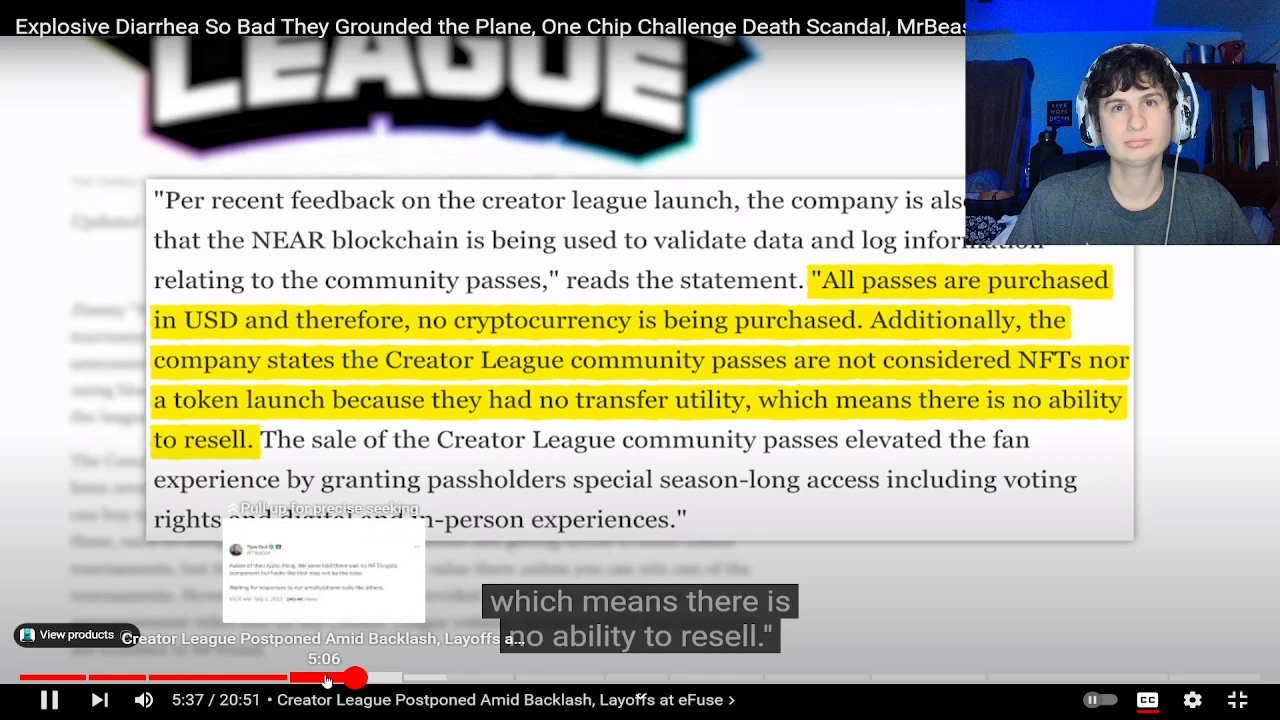 Explosive Diarrhea So Bad They Grounded the Plane, One Chip Challenge Death Scandal, MrBeas
LEAGUE
"Per recent feedback on the creator league launch, the company is also
that the NEAR blockchain is being used to validate data and log information
relating to the community passes," reads the statement. "All passes are purchased
in USD and therefore, no cryptocurrency is being purchased. Additionally, the
company states the Creator League community passes are not considered NFTs nor
a token launch because they had no transfer utility, which means there is no ability
to resell. The sale of the Creator League community passes elevated the fan
experience by granting passholders special season-long access including voting
rights and digital and in-person experiences."
LIVE
HOPE
DREAM
Pull up for precise seeking
which means there is
no ability to resell."
View products
Creator League Postponed Amid Backlash, Layoffs a...
5:06
5:37 / 20:51 • Creator League Postponed Amid Backlash, Layoffs at eFuse >
CC